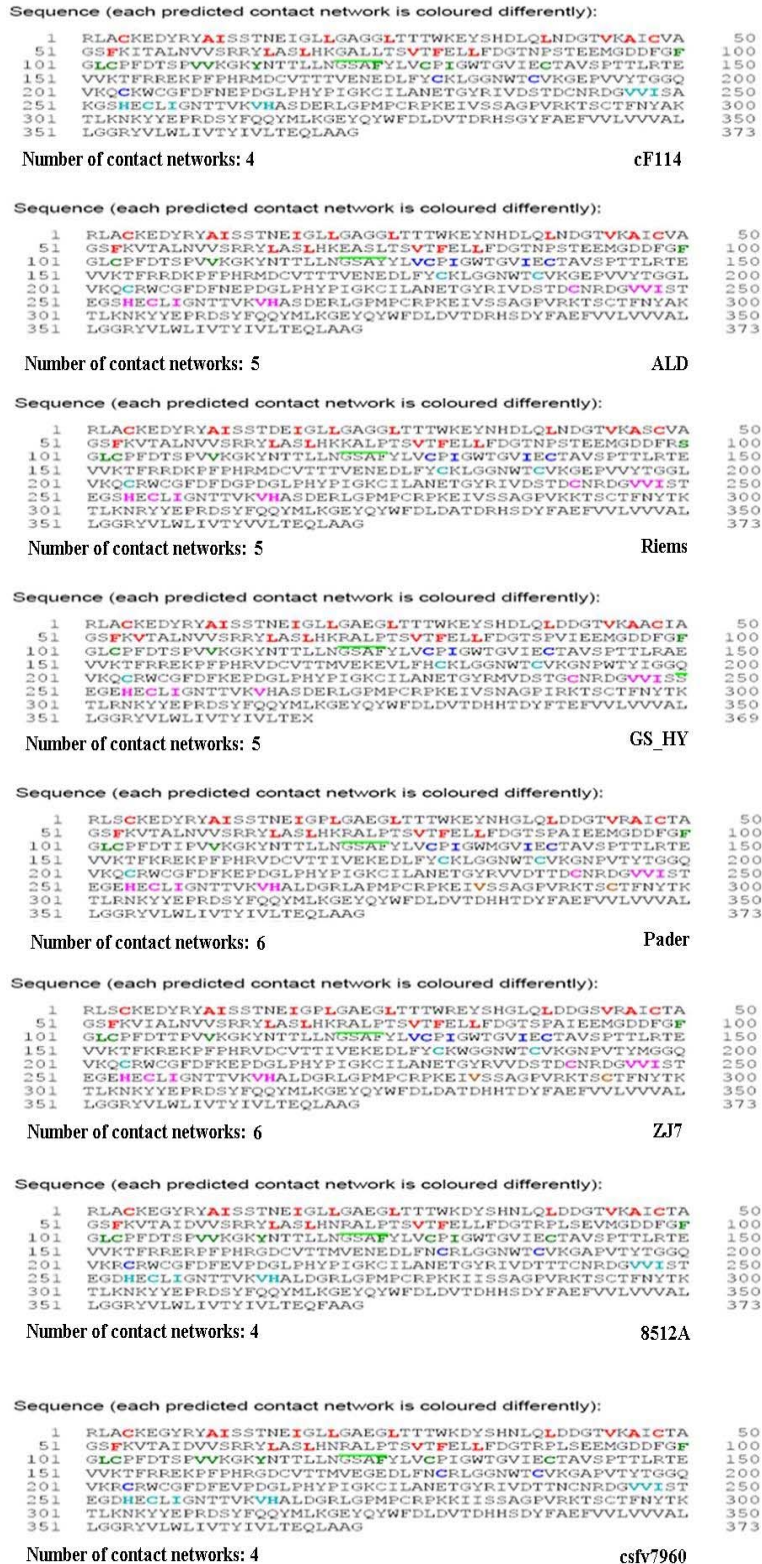 Sequence (each predicted contact network is coloured differently):
1 RLACKEDYRYAISSTNEIGLLGAGGLTTTWKEYSHDLQLNDGTVKAICVA 50
51 GSFKITALNVVSRRYLASLHKGALLTSVTFELLFDGTNPSTEEMGDDFGF 100
101 GLCPFDTSPVVKGKYNTTLLNGSAFYLVCPIGWTGVIECTAVSPTTLRTE 150
151 VVKTFRREKPFPHRMDCVTTTVENEDLFYCKLGGNWTCVKGEPVVYTGGQ 200
201 VKQCKWCGFDFNEPDGLPHYPIGKCILANETGYRIVDSTDCNRDGVVISA 250
251 KGSHECLIGNTTVKVHASDERLGPMPCRPKEIVSSAGPVRKTSCTFNYAK 300
301 TLKNKYYEPRDSYFQQYMLKGEYQYWFDLDVTDRHSGYFAEFVVLVVVAL 350
351 LGGRYVLWLIVTYIVLTEQLAAG 373
Number of contact networks: 4 cF114
Sequence (each predicted contact network is coloured differently):
1 RLACKEDYRYAISSTNEIGLLGAGGLTTTWKEYNHDLQLNDGTVKAICVA 50
51 GSFKVTALNVVSRRYLASLHKEASLTSVTFELLFDGTNPSTEEMGDDFGF 100
101 GLCPFDTSPVVKGKYNTTLLNGSAYYLVCPIGWTGVIECTAVSPTTLRTE 150
151 VVKTFRRDKPFPHRMDCVTTTVENEDLFYCKLGGNWTCVKGEPVVYTGGL 200
201 VKQCRWCGFDFNEPDGLPHYPIGKCILANETGYRIVDSTDCNRDGVVIST 250
251 EGSHECLIGNTTVKVHASDERLGPMPCRPKEIVSSAGPVRKTSCTFNYAK 300
301 TLKNKYYEPRDSYFQQYMLKGEYQYWFDLDVTDRHSDYFAEFVVLVVVAL 350
351 LGGRYVLWLIVTYIVLTEQLAAG 373
Number of contact networks: 5 ALD
Sequence (each predicted contact network is coloured differently):
1 RLACKEDYRYAISSTDEIGLLGAGGLTTTWKEYNHDLQLNDGTVKASCVA 50
51 GSFKVTALNVVSRRYLASLHKKALPTSVTFELLFDGTNPSTEEMGDDFRS 100
101 GLCPFDTSPVVKGKYNTTLLNGSAFYLVCPIGWTGVIECTAVSPTTLRTE 150
151 VVKTFRRDKPFPHRMDCVTTTVENEDLFYCKLGGNWTCVKGEPVVYTGGL 200
201 VKQCRWCGFDFDGPDGLPHYPIGKCILANETGYRIVDSTDCNRDGVVIST 250
251 EGSHECLIGNTTVKVHASDERLGPMPCRPKEIVSSAGPVKKTSCTFNYTK 300
301 TLKNRYYEPRDSYFQQYMLKGEYQYWFDLDATDRHSDYFAEFVVLVVVAL 350
351 LGGRYVLWLIVTYVVLTEQLAAG 373
Number of contact networks: 5 Riems
Sequence (each predicted contact network is coloured differently):
1 RLACKEDYRYAISSTNEIGLLGAEGLTTTWKEYNHDLQLDDGTVKAACIA 50
51 GSFKVTALNVVSRRYLASLHKRALPTSVTFELLFDGTSPVIEEMGDDFGF 100
101 GLCPFDTSPVVKGKYNTTLLNGSAFYLVCPIGWTGVIECTAVSPTTLRAE 150
151 VVKTFRREKPFPHRVDCVTTMVEKEVLFHCKLGGNWTCVKGNPWTYIGGQ 200
201 VKQCRWCGFDFKEPDGLPHYPIGKCILANETGYRMVDSTGCNRDGVVISS 250
251 EGEHECLIGNTTVKVHASDERLGPMPCRPKEIVSNAGPIRKTSCTFNYTK 300
301 TLRNKYYEPRDSYFQQYMLKGEYQYWFDLDVTDHHTDYFTEFVVLVVVAL 350
351 LGGRYVLWLIVTYIVLTEX 369
Number of contact networks: 5 GS_HY
Sequence (each predicted contact network is coloured differently):
1 RLSCKEDYRYAISSTNEIGPLGAEGLTTTWKEYNHGLQLDDGTVRAICTA 50
51 GSFKVTALNVVSRRYLASLHKRALPTSVTFELLFDGTSPAIEEMGDDFGF 100
101 GLCPFDTIPVVKGKYNTTLLNGSAFYLVCPIGWMGVIECTAVSPTTLRTE 150
151 VVKTFKREKPFPHRVDCVTTIVEKEDLFYCKLGGNWTCVKGNPVTYTGGQ 200
201 VKQCRWCGFDFKEPDGLPHYPIGKCILANETGYRVVDTTDCNRDGVVIST 250
251 EGEHECLIGNTTVKVHALDGRLAPMPCRPKEIVSSAGPVRKTSCTFNYTK 300
301 TLRNKYYEPRDSYFQQYMLKGEYQYWFDLDVTDHHTDYFAEFVVLVVVAL 350
351 LGGRYVLWLIVTYIVLTEQLAAG 373
Number of contact networks: 6 Pader
Sequence (each predicted contact network is coloured differently):
1 RLSCKEDYRYAISSTNEIGPLGAEGLTTTWREYSHGLQLDDGSVRAICTA 50
51 GSFKVIALNVVSRRYLASLHKRALPTSVTFELLFDGTSPAIEEMGDDFGF 100
101 GLCPFDTTPVVKGKYNTTLLNGSAFYLVCPIGWTGVIECTAVSPTTLRTE 150
151 VVKTFKREKPFPHRVDCVTTIVEKEDLFYCKWGGNWTCVKGNPVTYMGGQ 200
201 VKQCRWCGFDFKEPDGLPHYPIGKCILANETGYRVVDSTDCNRDGVVIST 250
251 EGEHECLIGNTTVKVHALDGRLGPMPCRPKEIVSSAGPVRKTSCTFNYTK 300
301 TLKNKYYEPRDSYFQQYMLKGEYQYWFDLDATDHHTDYFAEFVVLVVVAL 350
351 LGGRYVLWLIVTYIVLTEQLAAG 373
Number of contact networks: 6 ZJ7
Sequence (each predicted contact network is coloured differently):
1 RLACKEGYRYAISSTNEIGLLGAEGLTTTWKDYSHNLQLDDGTVKAICTA 50
51 GSFKVTAIDVVSRRYLASLHNRALPTSVTFELLFDGTRPLSEVMGDDFGF 100
101 GLCPFDTSPVVKGKYNTTLLNGSAFYLVCPIGWTGVIECTAVSPTTLRTE 150
151 VVKTFRRERPFPHRGDCVTTMVENEDLFNCRLGGNWTCVKGAPVTYTGGQ 200
201 VKRCRWCGFDFEVPDGLPHYPIGKCILANETGYRIVDTTTCNRDGVVIST 250
251 EGDHECLIGNTTVKVHALDGRLGPMPCRPKKIISSAGPVRKTSCTFNYTK 300
301 TLKNKYYEPRDSYFQQYMLKGEYQYWFDLDVTDHHSDYFAEFVVLVVVAL 350
351 LGGRYVLWLIVTYIVLTEQFAAG 373
Number of contact networks: 4 8512A
Sequence (each predicted contact network is coloured differently):
1 RLACKEGYRYAISSTNEIGLLGAEGLTTTWKDYSHNLQLDDGTVKAICTA 50
51 GSFKVTAIDVVSRRYLASLHNRALPTSVTFELLFDGTRPLSEEMGDDFGF 100
101 GLCPFDTSPVVKGKYNTTLLNGSAFYLVCPIGWTGVIECTAVSPTTLRTE 150
151 VVKTFRREKPFPHRGDCVTTMVEGEDLFNCRLGGNWTCVKGAPVTYTGGQ 200
201 VKRCRWCGFDFEVPDGLPHYPIGKCILANETGYRIVDTTNCNRDGVVIST 250
251 EGDHECLIGNTTVKVHALDGRLGPMPCRPKKIISSAGPVRKTSCTFNYTK 300
301 TLKNKYYEPRDSYFQQYMLKGEYQYWFDLDVTDHHSDYFAEFVVLVVVAL 350
351 LGGRYVLWLIVTYIVLTEQLAAG 373
Number of contact networks: 4 csfv7960